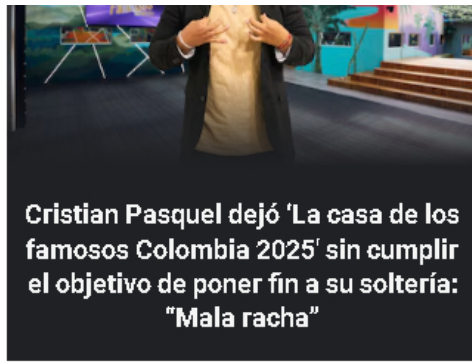 Cristian Pasquel dejó ‘La casa de los
famosos Colombia 2025' sin cumplir
el objetivo de poner fin a su soltería:
“Mala racha”